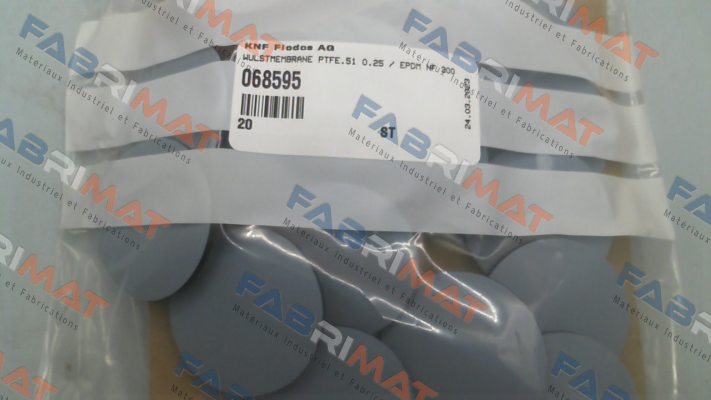 KNF Flodos AG
WULSTMEMBRANE PTFE.51 0.25 / EPDM NF 300
068595
20
ST
24.03.2023
FABRIMAT
Materiaux Industriel et Fabrications